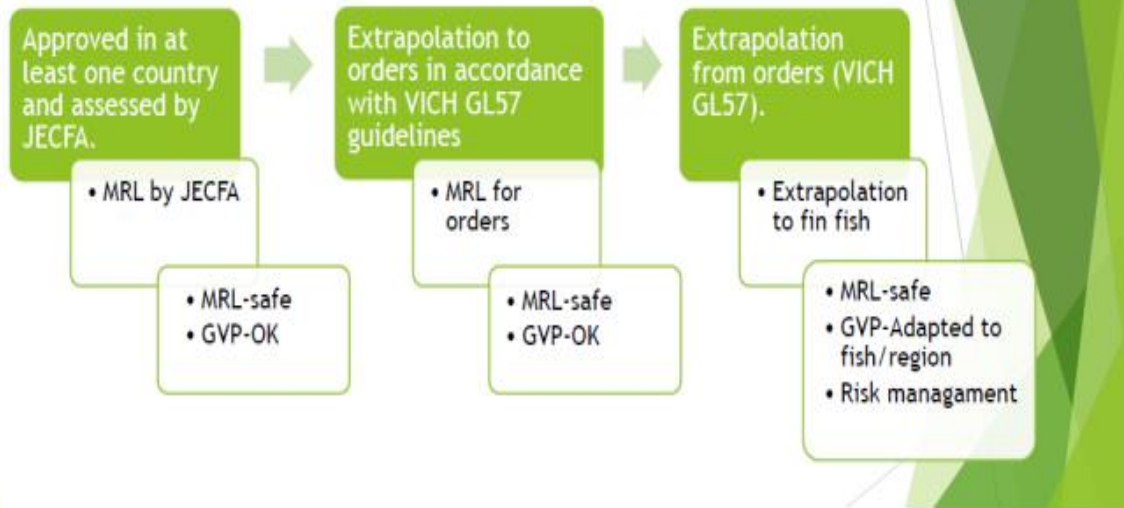 Approved in at
least one country
and assessed by
JECFA.
• MRL by JECFA
• MRL-safe
• GVP-OK
Extrapolation to
orders in accordance
with VICH GL57
guidelines
• MRL for
orders
• MRL-safe
• GVP-OK
Extrapolation
from orders (VICH
GL57).
• Extrapolation
to fin fish
• MRL-safe
• GVP-Adapted to
fish/region
• Risk managament